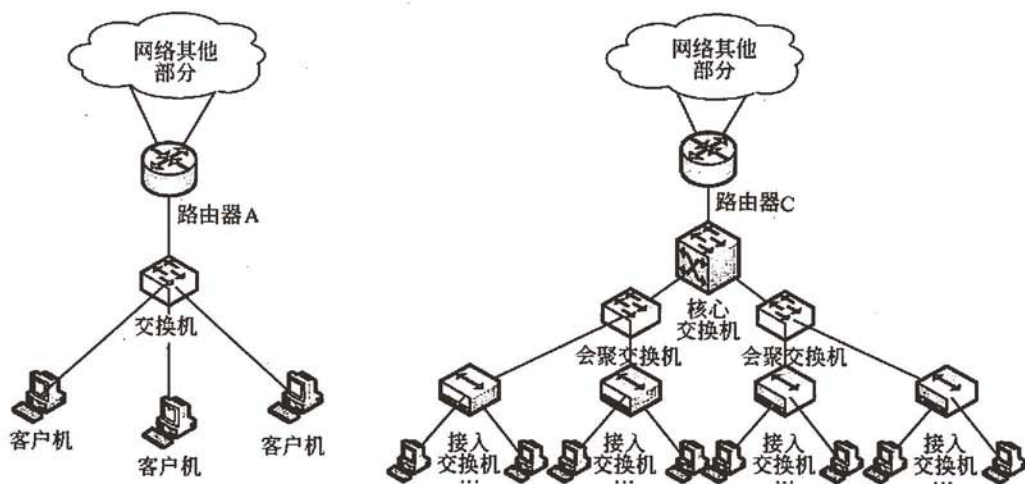 网络其他
部分
路由器A
交换机
客户机
客户机
客户机
网络其他
部分
路由器C
核心
交换机
会聚交换机
会聚交换机
接入
交换机
...
接入
交换机
...
接入
交换机
...
接入
交换机
...